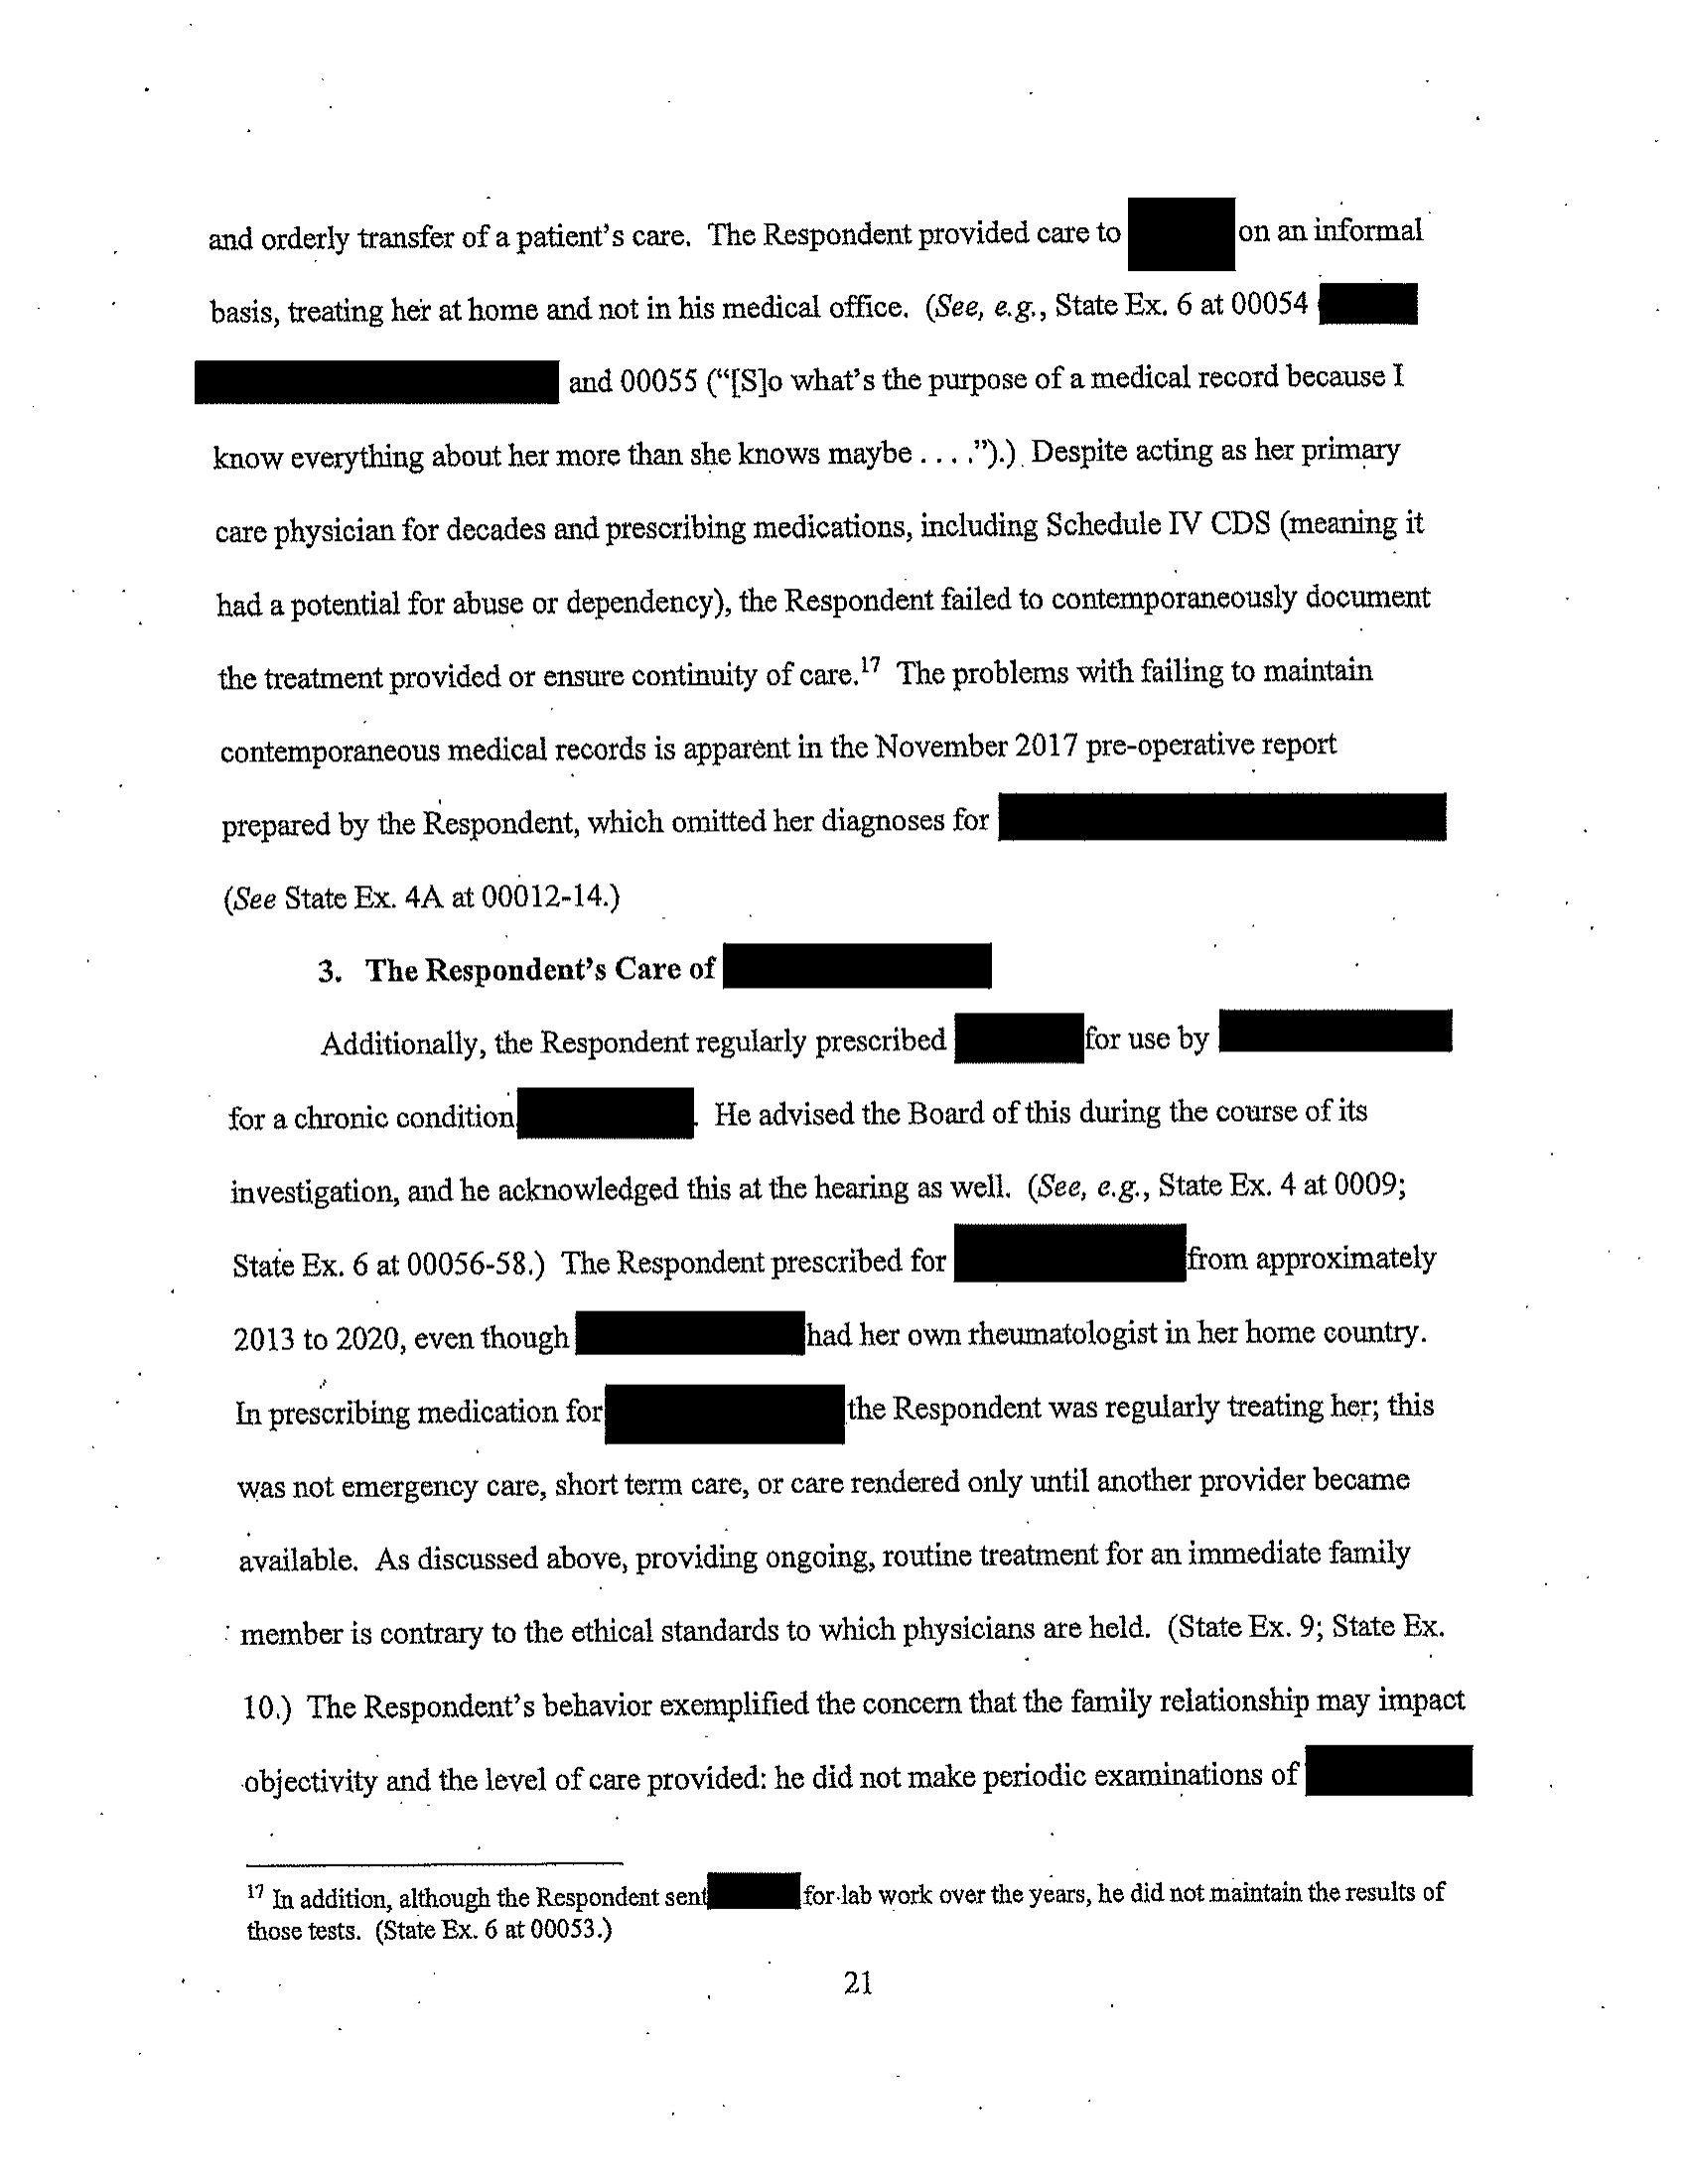 and orderly transfer of a patient's care. The Respondent provided care to on an informal
basis, treating her at home and not in his medical office. (See, e.g., State Ex. 6 at 00054
and 00055 ("[S]o what's the purpose of a medical record because I
know everything about her more than she knows maybe . . . .").) Despite acting as her primary
care physician for decades and prescribing medications, including Schedule IV CDS (meaning it
had a potential for abuse or dependency), the Respondent failed to contemporaneously document
the treatment provided or ensure continuity of care.17 The problems with failing to maintain
contemporaneous medical records is apparent in the November 2017 pre-operative report
prepared by the Respondent, which omitted her diagnoses for
(See State Ex. 4A at 00012-14.)
3. The Respondent's Care of
Additionally, the Respondent regularly prescribed for use by
for a chronic condition . He advised the Board of this during the course of its
investigation, and he acknowledged this at the hearing as well. (See, e.g., State Ex. 4 at 0009;
State Ex. 6 at 00056-58.) The Respondent prescribed for from approximately
2013 to 2020, even though had her own rheumatologist in her home country.
In prescribing medication for the Respondent was regularly treating her; this
was not emergency care, short term care, or care rendered only until another provider became
available. As discussed above, providing ongoing, routine treatment for an immediate family
member is contrary to the ethical standards to which physicians are held. (State Ex. 9; State Ex.
10.) The Respondent's behavior exemplified the concern that the family relationship may impact
objectivity and the level of care provided: he did not make periodic examinations of
17 In addition, although the Respondent sent for lab work over the years, he did not maintain the results of
those tests. (State Ex. 6 at 00053.)
21